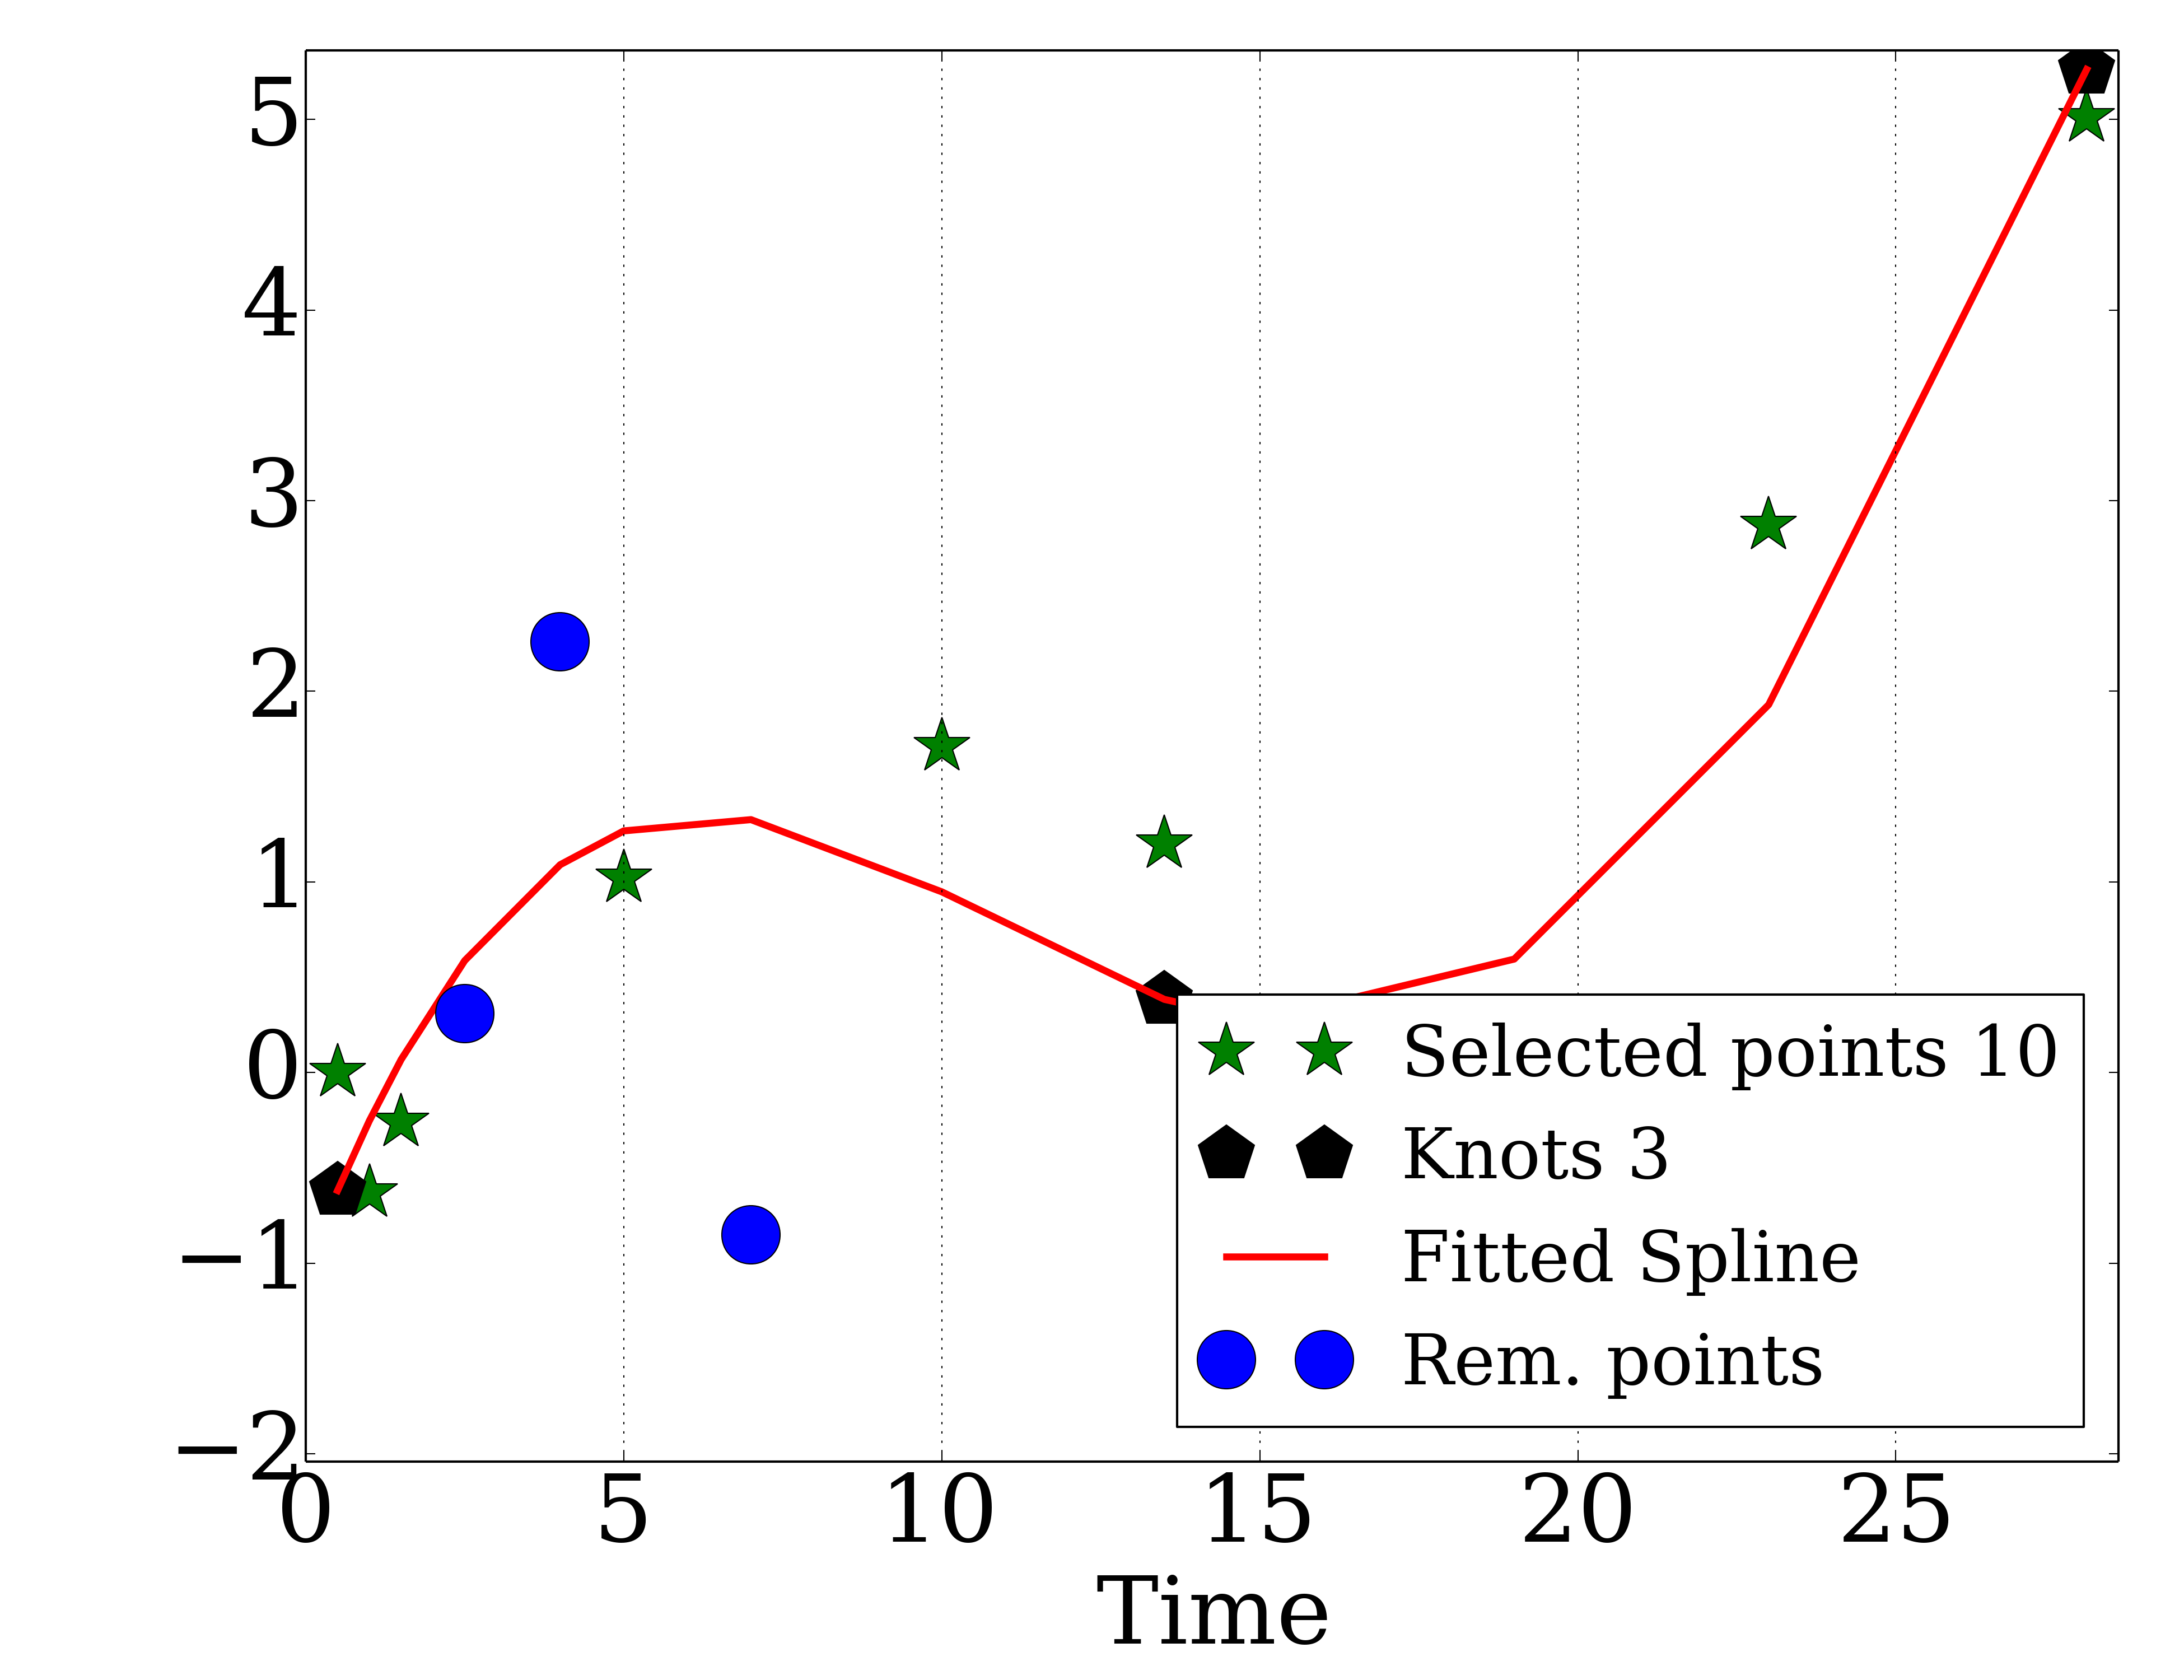 5
4
3
2
1
0
−1
−2
Selected points 10
Knots 3
Fitted Spline
Rem. points
0 5 10 15 20 25
Time